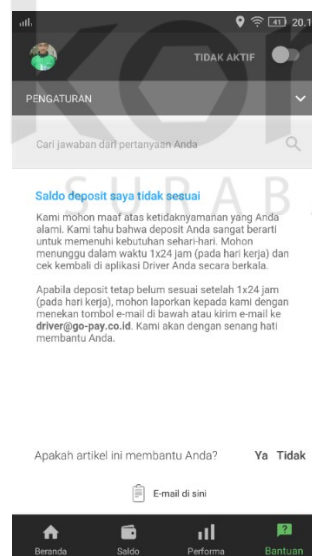 41 20.1
TIDAK AKTIF
PENGATURAN
Cari jawaban dari pertanyaan Anda
SURAB
Saldo deposit saya tidak sesuai
Kami mohon maaf atas ketidaknyamanan yang Anda
alami. Kami tahu bahwa deposit Anda sangat berarti
untuk memenuhi kebutuhan sehari-hari. Mohon
menunggu dalam waktu 1x24 jam (pada hari kerja) dan
cek kembali di aplikasi Driver Anda secara berkala.
Apabila deposit tetap belum sesuai setelah 1x24 jam
(pada hari kerja), mohon laporkan kepada kami dengan
menekan tombol e-mail di bawah atau kirim e-mail ke
driver@go-pay.co.id. Kami akan dengan senang hati
membantu Anda.
Apakah artikel ini membantu Anda? Ya Tidak
E-mail di sini
Beranda Saldo Performa Bantuan